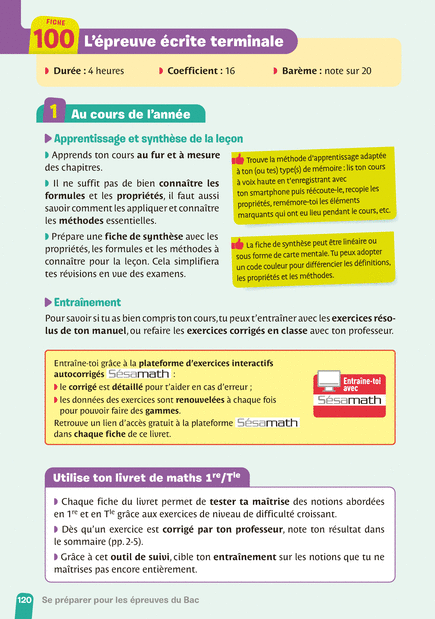 FICHE
100 L'épreuve écrite terminale
Durée : 4 heures
Coefficient : 16
Barème : note sur 20
1 Au cours de l'année
Apprentissage et synthèse de la leçon
Apprends ton cours au fur et à mesure
des chapitres.
Il ne suffit pas de bien connaître les
formules et les propriétés, il faut aussi
savoir comment les appliquer et connaître
les méthodes essentielles.
Prépare une fiche de synthèse avec les
propriétés, les formules et les méthodes à
connaître pour la leçon. Cela simplifiera
tes révisions en vue des examens.
Trouve la méthode d'apprentissage adaptée
à ton (ou tes) type(s) de mémoire : lis ton cours
à voix haute en t'enregistrant avec
ton smartphone puis réécoute-le, recopie les
propriétés, remémore-toi les éléments
marquants qui ont eu lieu pendant le cours, etc.
La fiche de synthèse peut être linéaire ou
sous forme de carte mentale. Tu peux adopter
un code couleur pour différencier les définitions,
les propriétés et les méthodes.
Entraînement
Pour savoir si tu as bien compris ton cours, tu peux t'entraîner avec les exercices réso-
lus de ton manuel, ou refaire les exercices corrigés en classe avec ton professeur.
Entraîne-toi grâce à la plateforme d'exercices interactifs
autocorrigés Sésamath :
le corrigé est détaillé pour t'aider en cas d'erreur ;
les données des exercices sont renouvelées à chaque fois
pour pouvoir faire des gammes.
Retrouve un lien d'accès gratuit à la plateforme Sésamath
dans chaque fiche de ce livret.
Entraîne-toi
avec
Sésamath
Utilise ton livret de maths 1re/Tle
Chaque fiche du livret permet de tester ta maîtrise des notions abordées
en 1re et en Tle grâce aux exercices de niveau de difficulté croissant.
Dès qu'un exercice est corrigé par ton professeur, note ton résultat dans
le sommaire (pp. 2-5).
Grâce à cet outil de suivi, cible ton entraînement sur les notions que tu ne
maîtrises pas encore entièrement.
120 Se préparer pour les épreuves du Bac